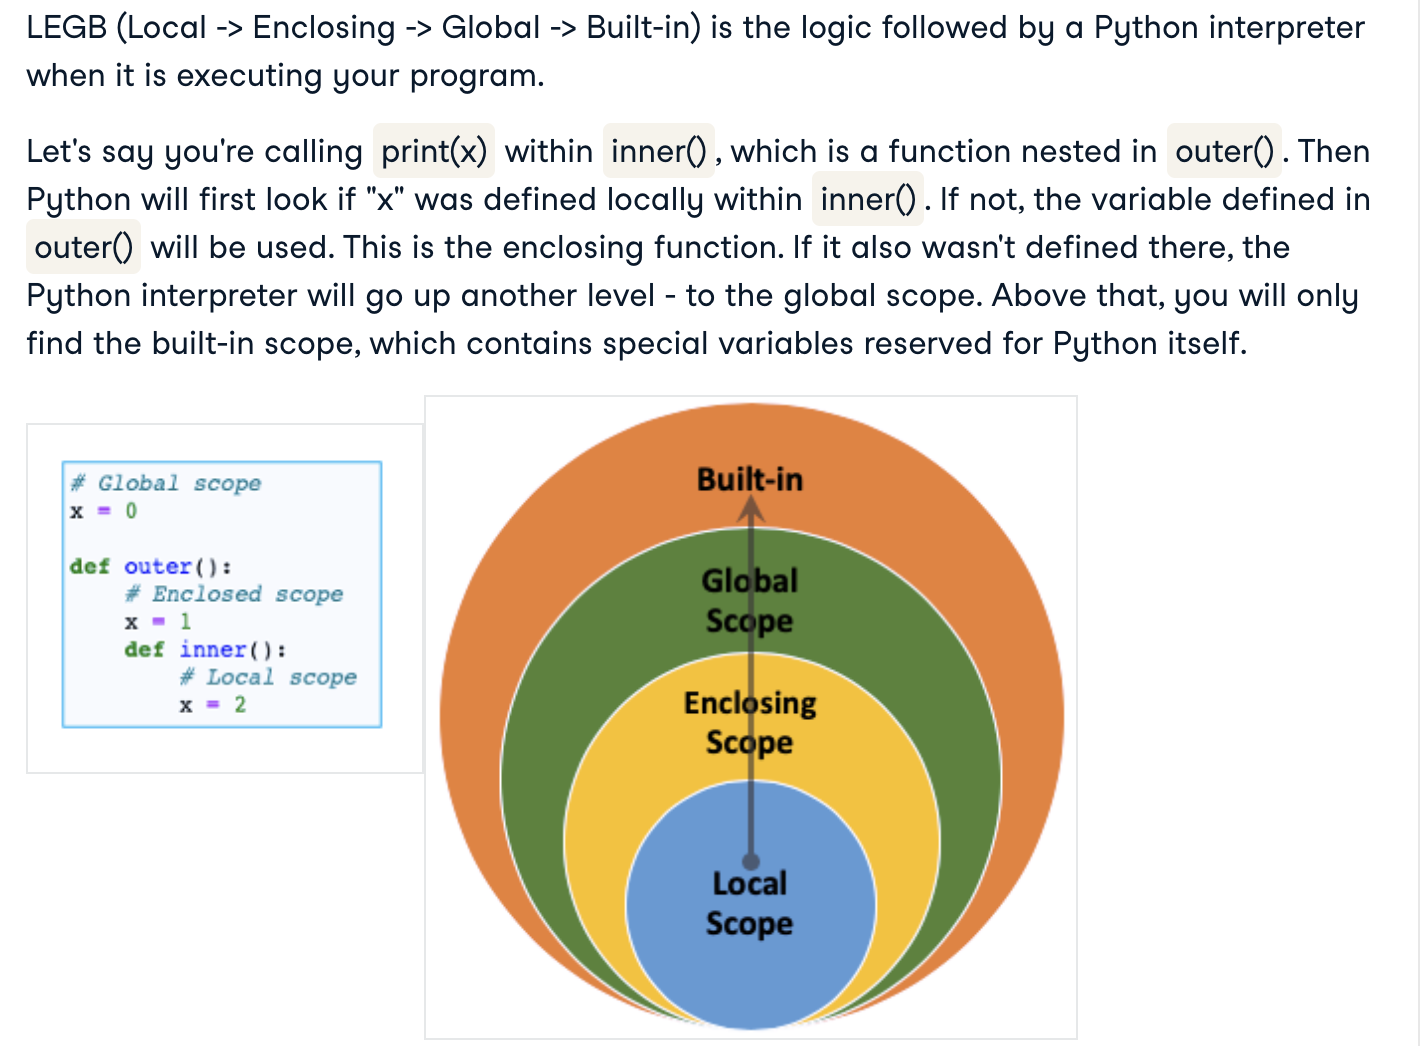 LEGB (Local -> Enclosing -> Global -> Built-in) is the logic followed by a Python interpreter
when it is executing your program.
Let's say you're calling print(x) within inner() , which is a function nested in outer() . Then
Python will first look if "x" was defined locally within inner() . If not, the variable defined in
outer() will be used. This is the enclosing function. If it also wasn't defined there, the
Python interpreter will go up another level - to the global scope. Above that, you will only
find the built-in scope, which contains special variables reserved for Python itself.
# Global scope
x = 0
def outer():
    # Enclosed scope
    x = 1
    def inner():
        # Local scope
        x = 2
Built-in
Global
Scope
Enclosing
Scope
Local
Scope